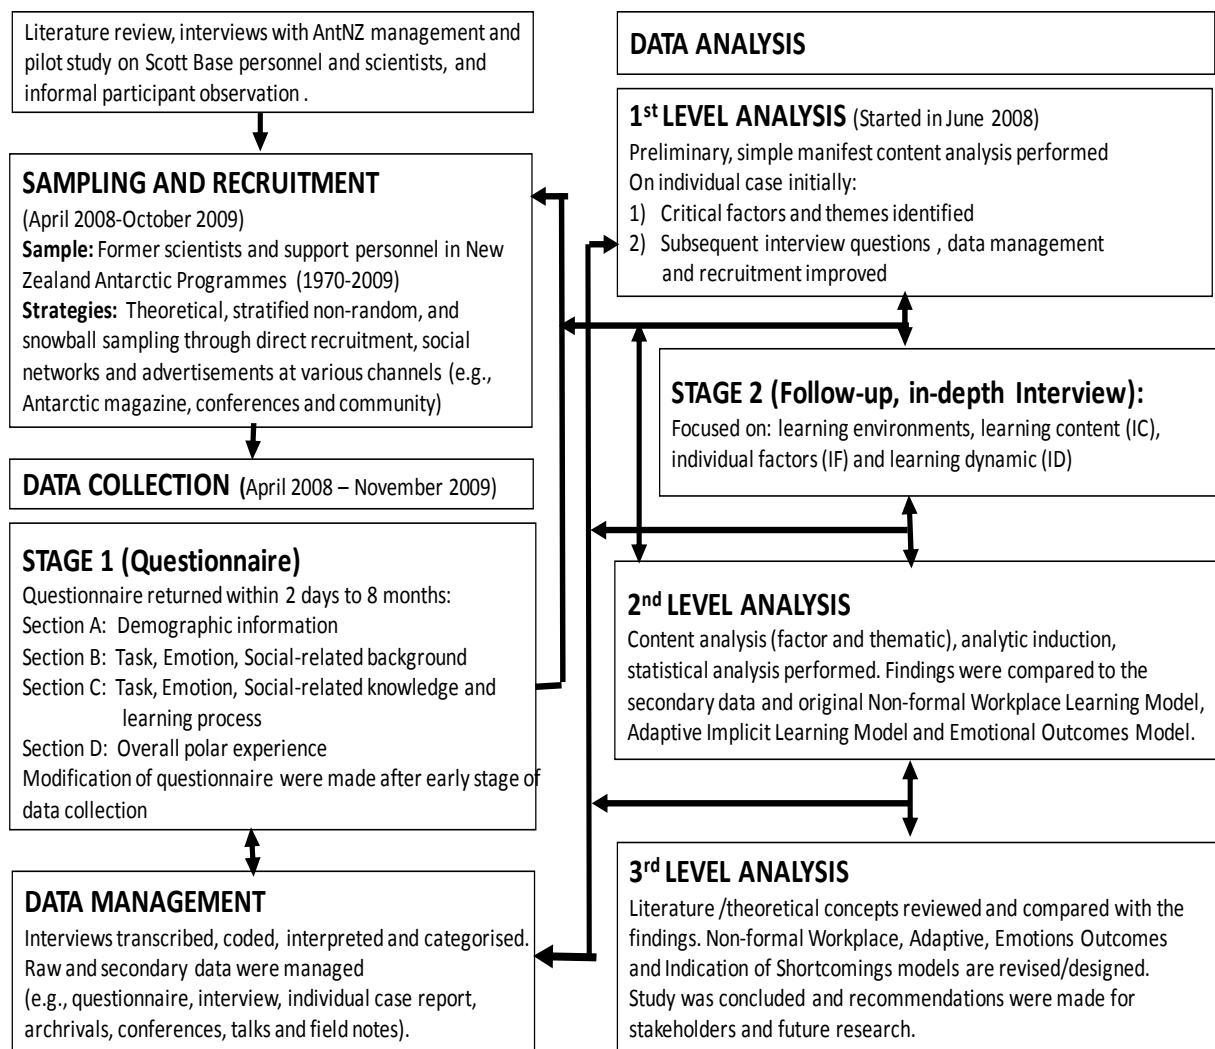 Literature review, interviews with AntNZ management and
pilot study on Scott Base personnel and scientists, and
informal participant observation .
SAMPLING AND RECRUITMENT
(April 2008-October 2009)
Sample: Former scientists and support personnel in New
Zealand Antarctic Programmes (1970-2009)
Strategies: Theoretical, stratified non-random, and
snowball sampling through direct recruitment, social
networks and advertisements at various channels (e.g.,
Antarctic magazine, conferences and community)
DATA COLLECTION (April 2008 – November 2009)
STAGE 1 (Questionnaire)
Questionnaire returned within 2 days to 8 months:
Section A: Demographic information
Section B: Task, Emotion, Social-related background
Section C: Task, Emotion, Social-related knowledge and
learning process
Section D: Overall polar experience
Modification of questionnaire were made after early stage of
data collection
DATA MANAGEMENT
Interviews transcribed, coded, interpreted and categorised.
Raw and secondary data were managed
(e.g., questionnaire, interview, individual case report,
archrivals, conferences, talks and field notes).
DATA ANALYSIS
1st LEVEL ANALYSIS (Started in June 2008)
Preliminary, simple manifest content analysis performed
On individual case initially:
1) Critical factors and themes identified
2) Subsequent interview questions , data management
and recruitment improved
STAGE 2 (Follow-up, in-depth Interview):
Focused on: learning environments, learning content (IC),
individual factors (IF) and learning dynamic (ID)
2nd LEVEL ANALYSIS
Content analysis (factor and thematic), analytic induction,
statistical analysis performed. Findings were compared to the
secondary data and original Non-formal Workplace Learning Model,
Adaptive Implicit Learning Model and Emotional Outcomes Model.
3rd LEVEL ANALYSIS
Literature /theoretical concepts reviewed and compared with the
findings. Non-formal Workplace, Adaptive, Emotions Outcomes
and Indication of Shortcomings models are revised/designed.
Study was concluded and recommendations were made for
stakeholders and future research.